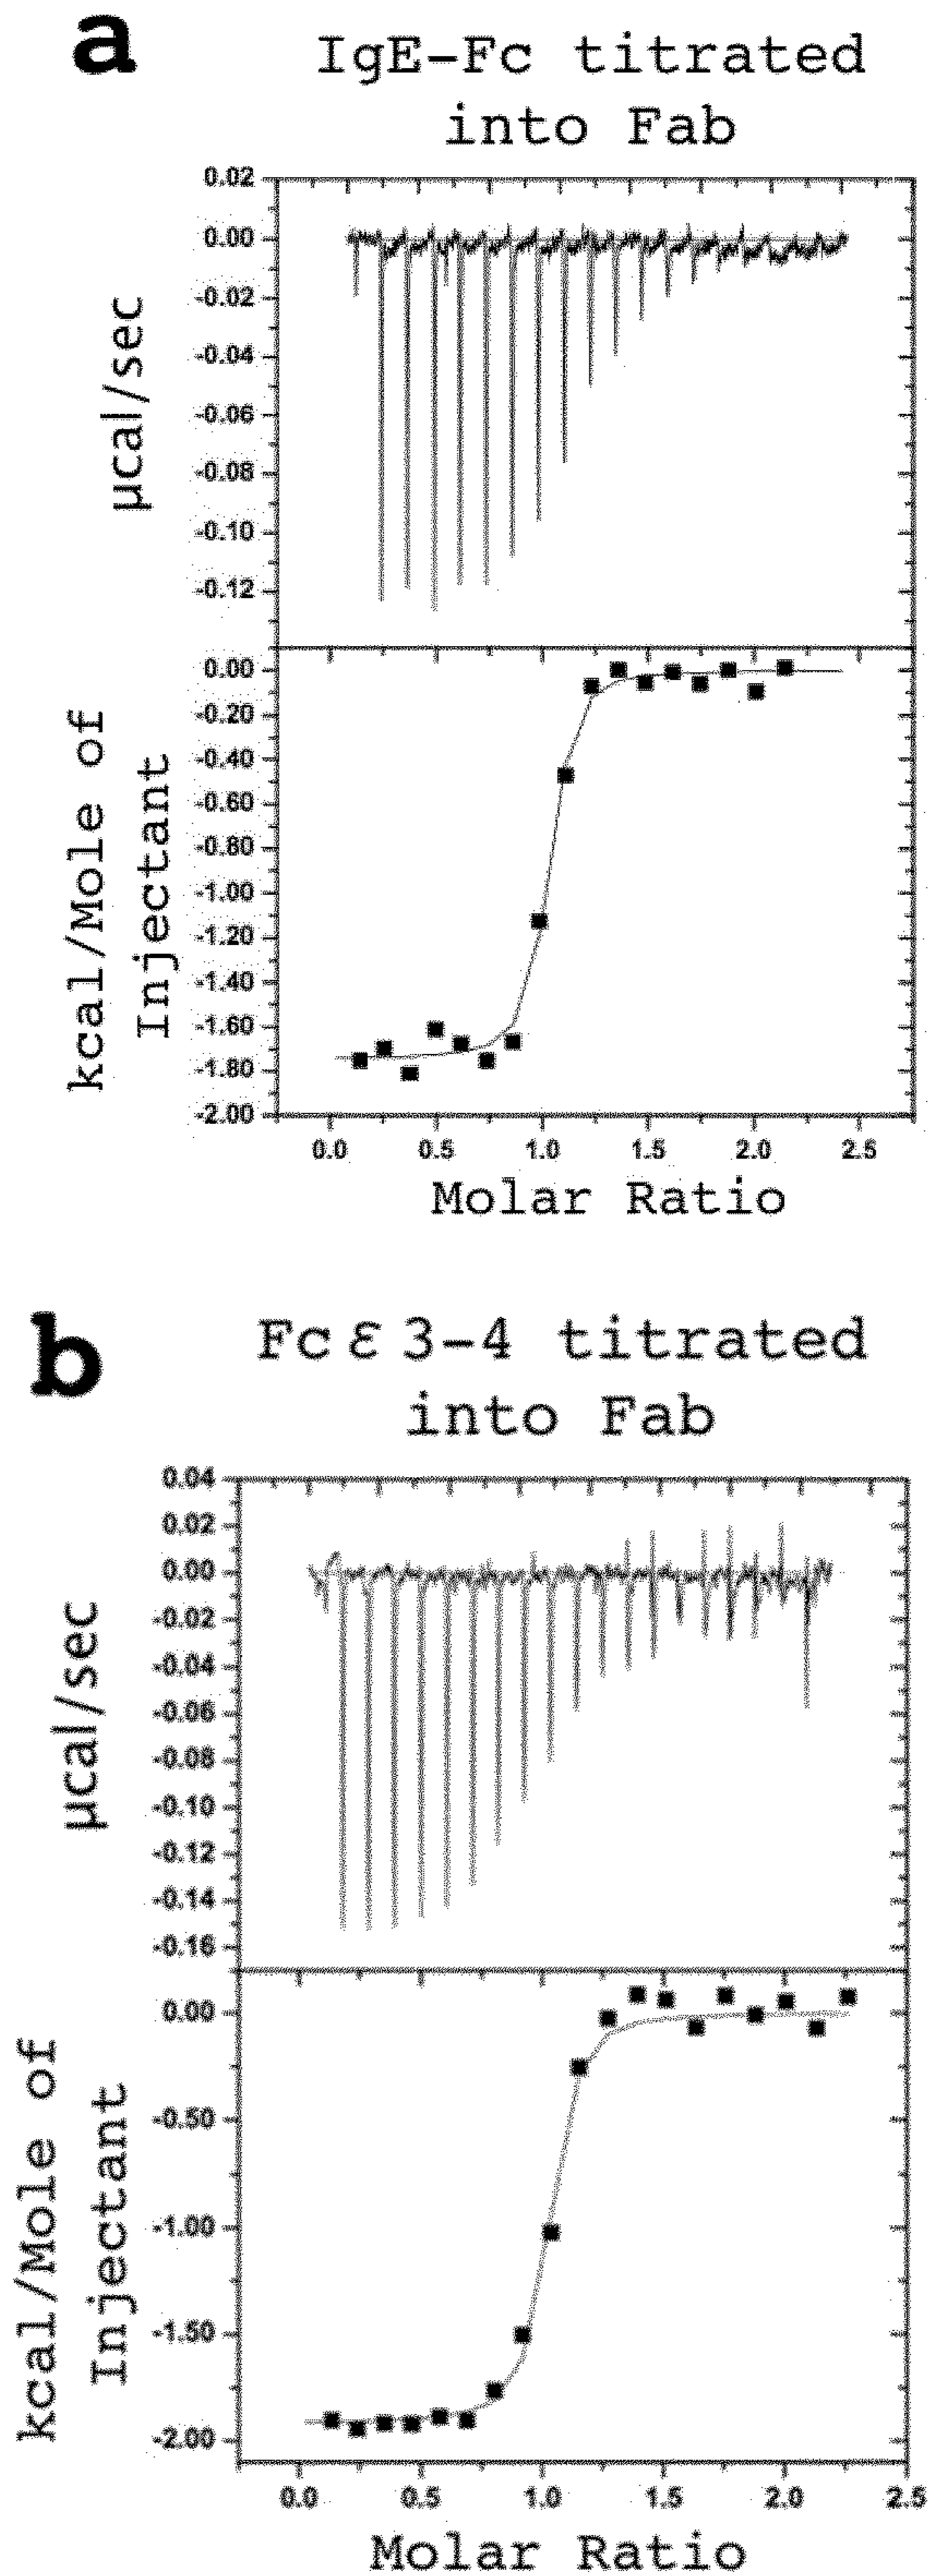 a
IgE-Fc titrated
into Fab
0.02
0.00
-0.02
-0.04
-0.06
-0.08
-0.10
-0.12
µcal/sec
0.00
-0.20
-0.40
-0.60
-0.80
-1.00
-1.20
-1.40
-1.60
-1.80
-2.00
kcal/Mole of
Injectant
0.0 0.5 1.0 1.5 2.0 2.5
Molar Ratio
b
Fcε3-4 titrated
into Fab
0.04
0.02
0.00
-0.02
-0.04
-0.06
-0.08
-0.10
-0.12
-0.14
-0.16
µcal/sec
0.00
-0.50
-1.00
-1.50
-2.00
kcal/Mole of
Injectant
0.0 0.5 1.0 1.5 2.0 2.5
Molar Ratio